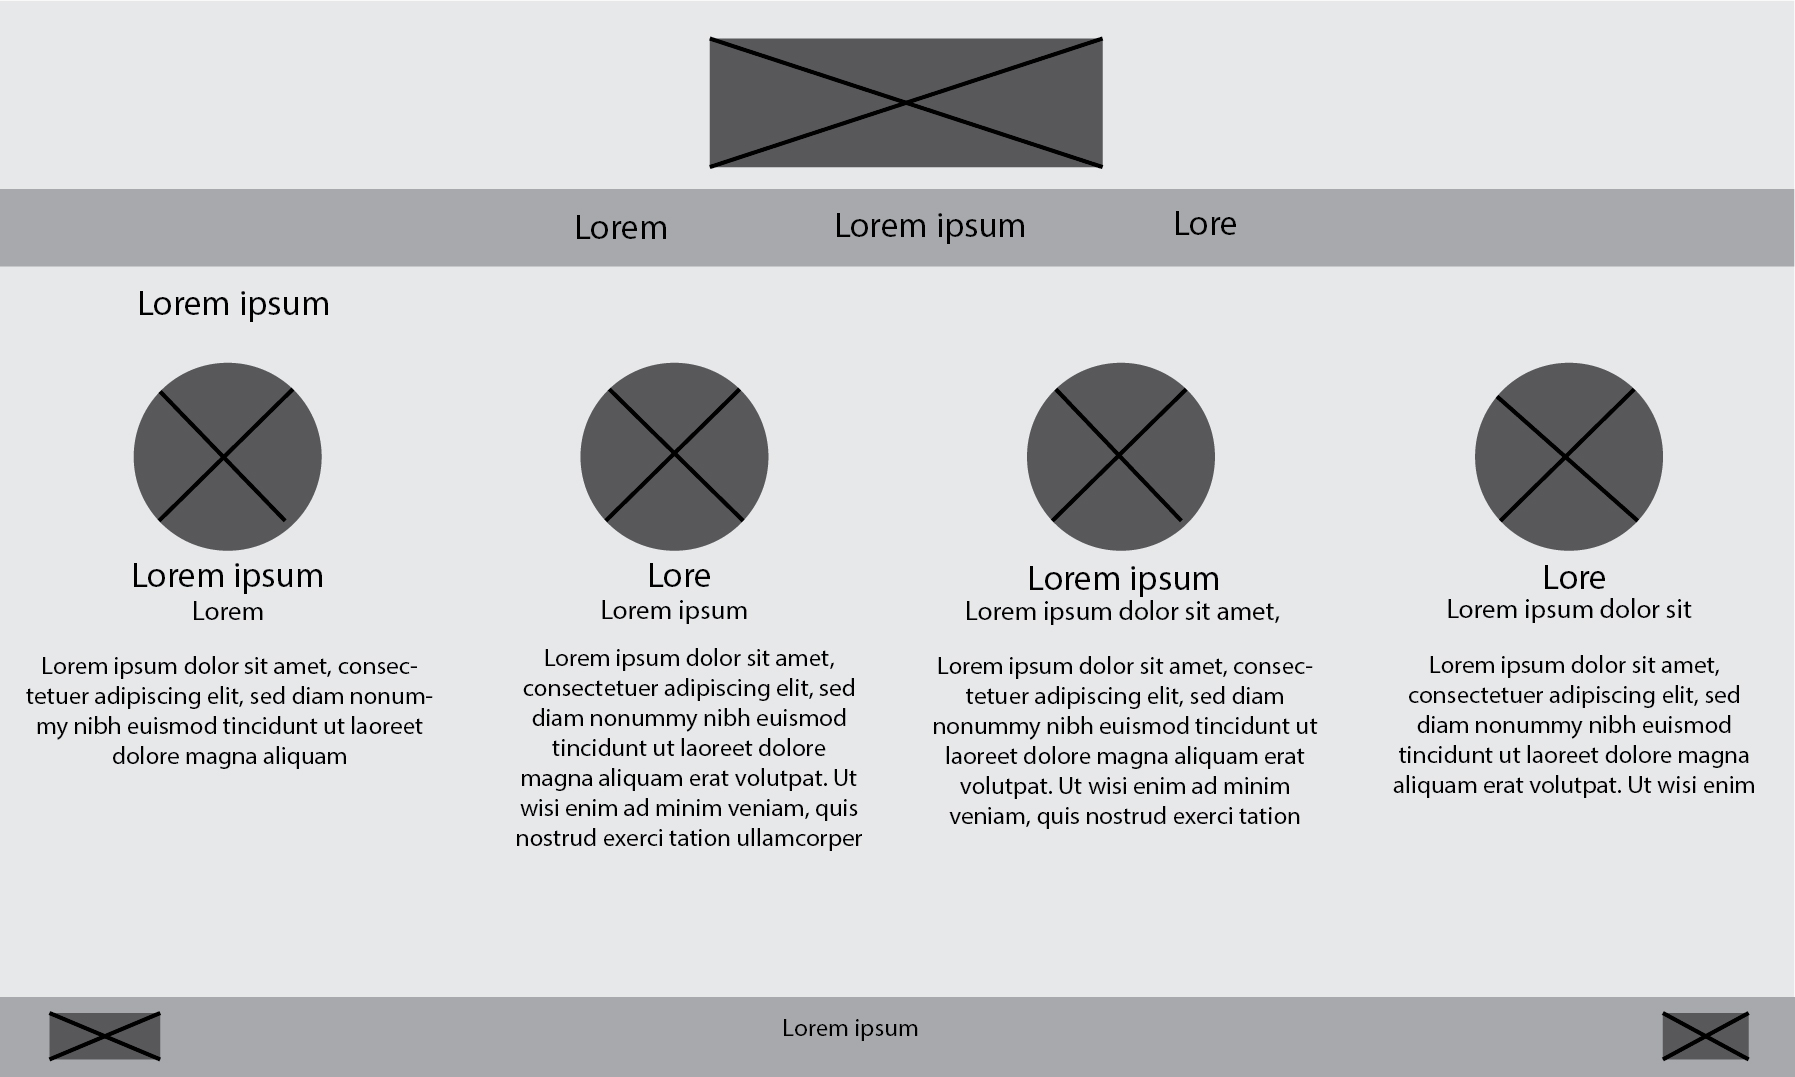 Lorem
Lorem ipsum
Lore
Lorem ipsum
Lorem ipsum
Lorem
Lorem ipsum dolor sit amet, consec-
tetuer adipiscing elit, sed diam nonum-
my nibh euismod tincidunt ut laoreet
dolore magna aliquam
Lore
Lorem ipsum
Lorem ipsum dolor sit amet,
consectetuer adipiscing elit, sed
diam nonummy nibh euismod
tincidunt ut laoreet dolore
magna aliquam erat volutpat. Ut
wisi enim ad minim veniam, quis
nostrud exerci tation ullamcorper
Lorem ipsum
Lorem ipsum dolor sit amet,
Lorem ipsum dolor sit amet, consec-
tetuer adipiscing elit, sed diam
nonummy nibh euismod tincidunt ut
laoreet dolore magna aliquam erat
volutpat. Ut wisi enim ad minim
veniam, quis nostrud exerci tation
Lore
Lorem ipsum dolor sit
Lorem ipsum dolor sit amet,
consectetuer adipiscing elit, sed
diam nonummy nibh euismod
tincidunt ut laoreet dolore magna
aliquam erat volutpat. Ut wisi enim
Lorem ipsum